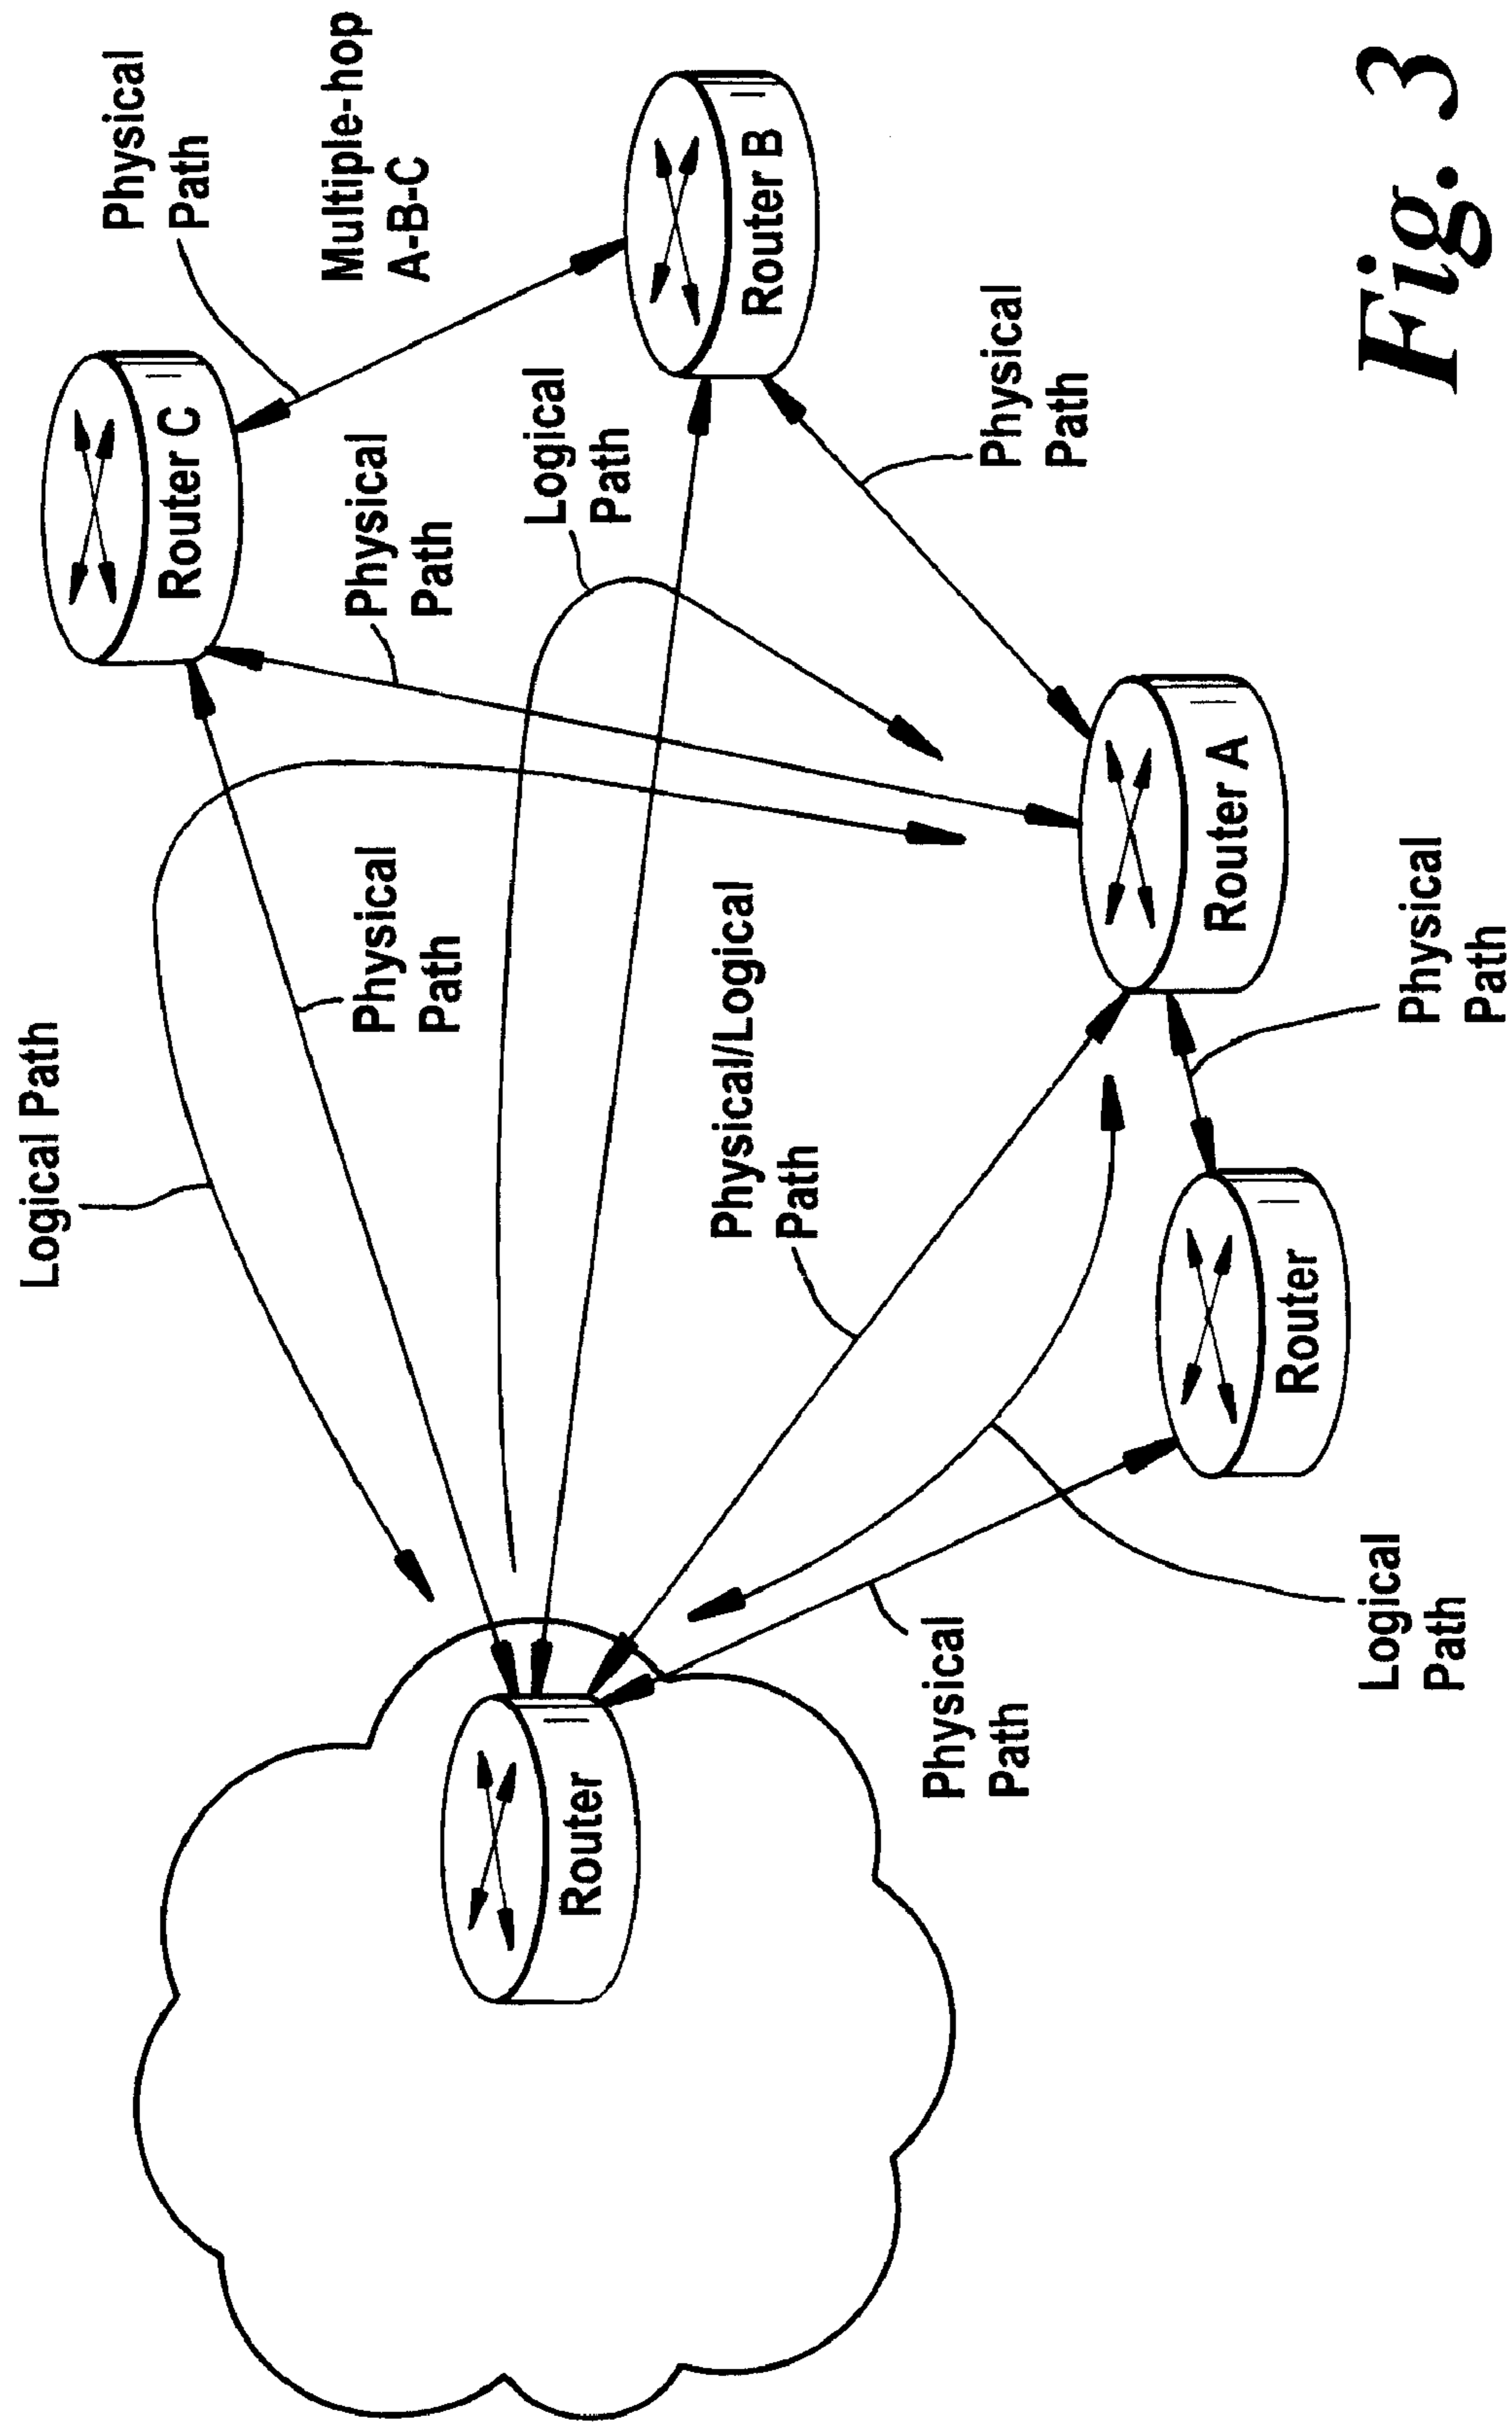 Logical Path
Physical
Path
Router C
Multiple-hop
A-B-C
Physical
Path
Physical
Path
Logical
Path
Router
Physical/Logical
Path
Router B
Physical
Path
Physical
Path
Router A
Router
Logical
Path
Physical
Path
Fig. 3